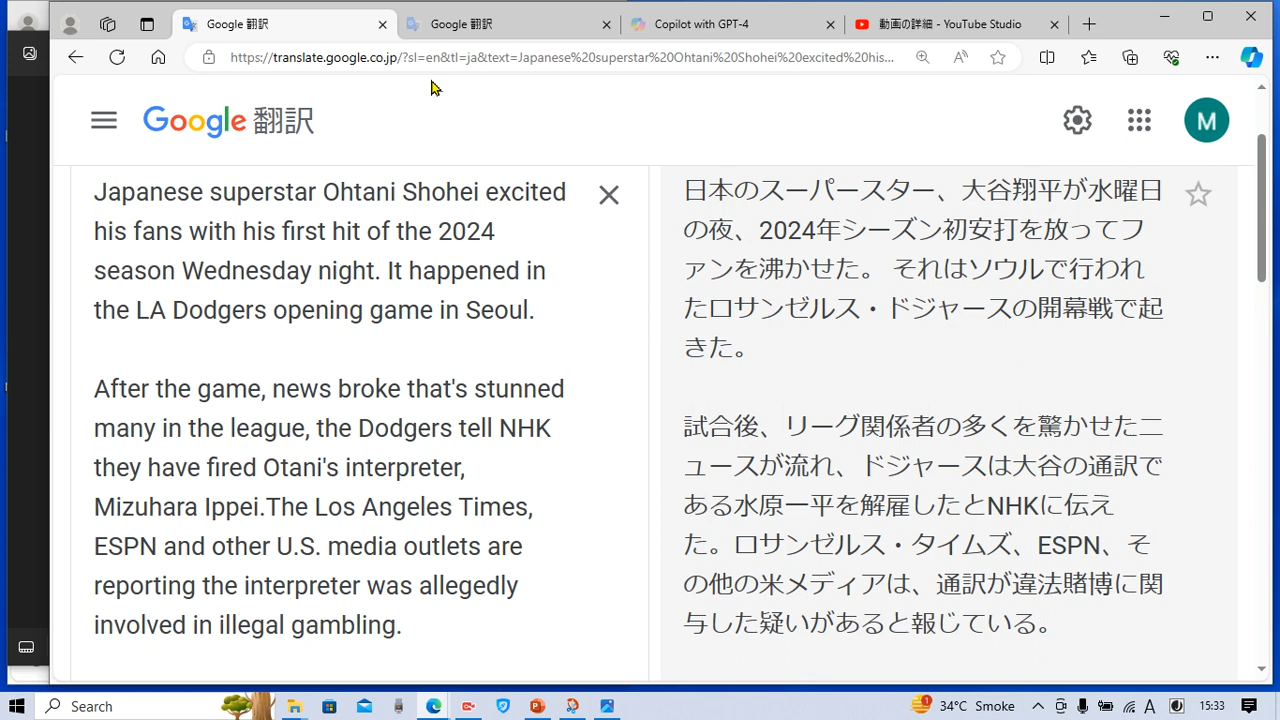 Google 翻訳
Google 翻訳
Copilot with GPT-4
動画の詳細 - YouTube Studio
https://translate.google.co.jp/?sl=en&tl=ja&text=Japanese%20superstar%20Ohtani%20Shohei%20excited%20his...
Google 翻訳
M
Japanese superstar Ohtani Shohei excited
his fans with his first hit of the 2024
season Wednesday night. It happened in
the LA Dodgers opening game in Seoul.
After the game, news broke that's stunned
many in the league, the Dodgers tell NHK
they have fired Otani's interpreter,
Mizuhara Ippei.The Los Angeles Times,
ESPN and other U.S. media outlets are
reporting the interpreter was allegedly
involved in illegal gambling.
日本のスーパースター、大谷翔平が水曜日
の夜、2024年シーズン初安打を放ってフ
ァンを沸かせた。 それはソウルで行われ
たロサンゼルス・ドジャースの開幕戦で起
きた。
試合後、リーグ関係者の多くを驚かせたニ
ュースが流れ、ドジャースは大谷の通訳で
ある水原一平を解雇したとNHKに伝え
た。ロサンゼルス・タイムズ、ESPN、そ
の他の米メディアは、通訳が違法賭博に関
与した疑いがあると報じている。
Search
1
34°C Smoke
A
15:33